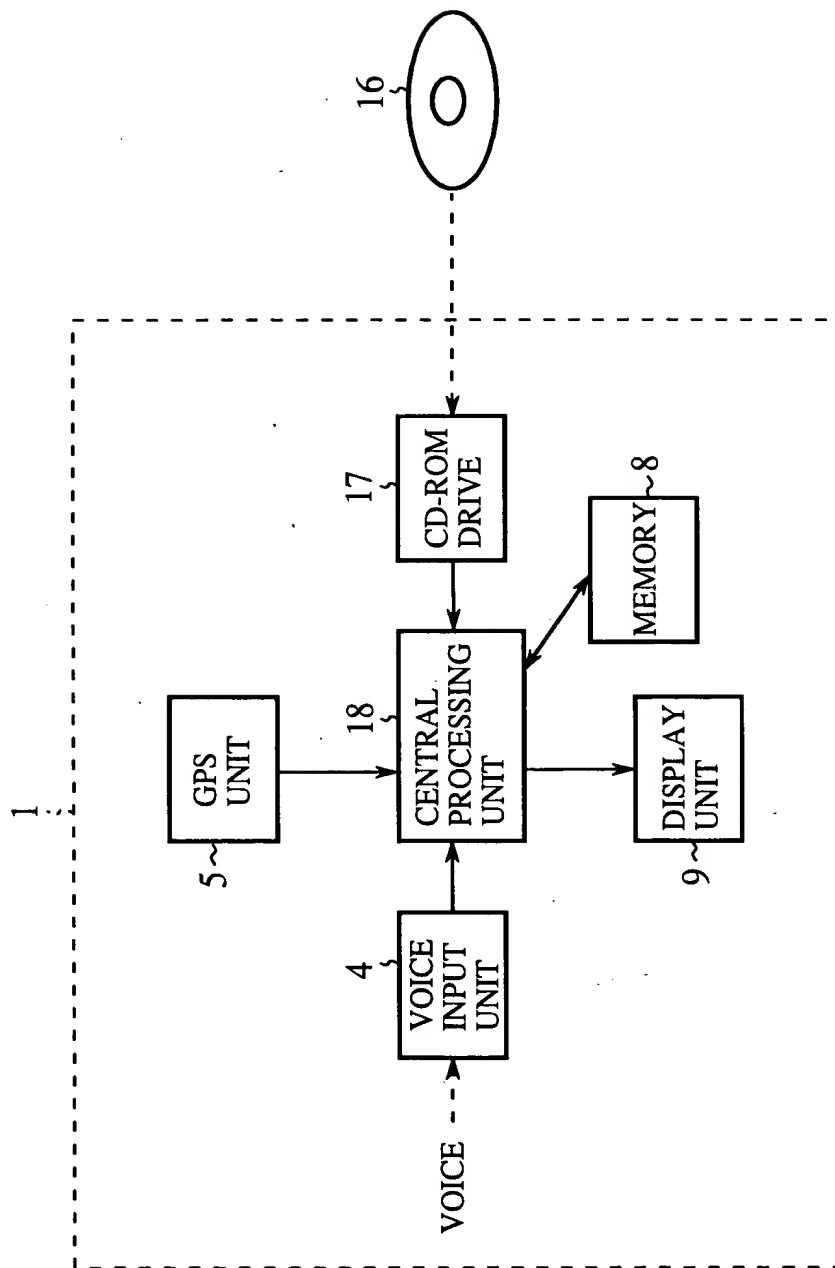 1
5
GPS
UNIT
VOICE
4
VOICE
INPUT
UNIT
18
CENTRAL
PROCESSING
UNIT
17
CD-ROM
DRIVE
16
9
DISPLAY
UNIT
MEMORY
8